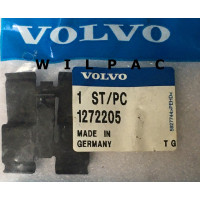 VOLVO
WILPAC
VOLVO
1 ST/PC
1272205
MADE IN
GERMANY
TG